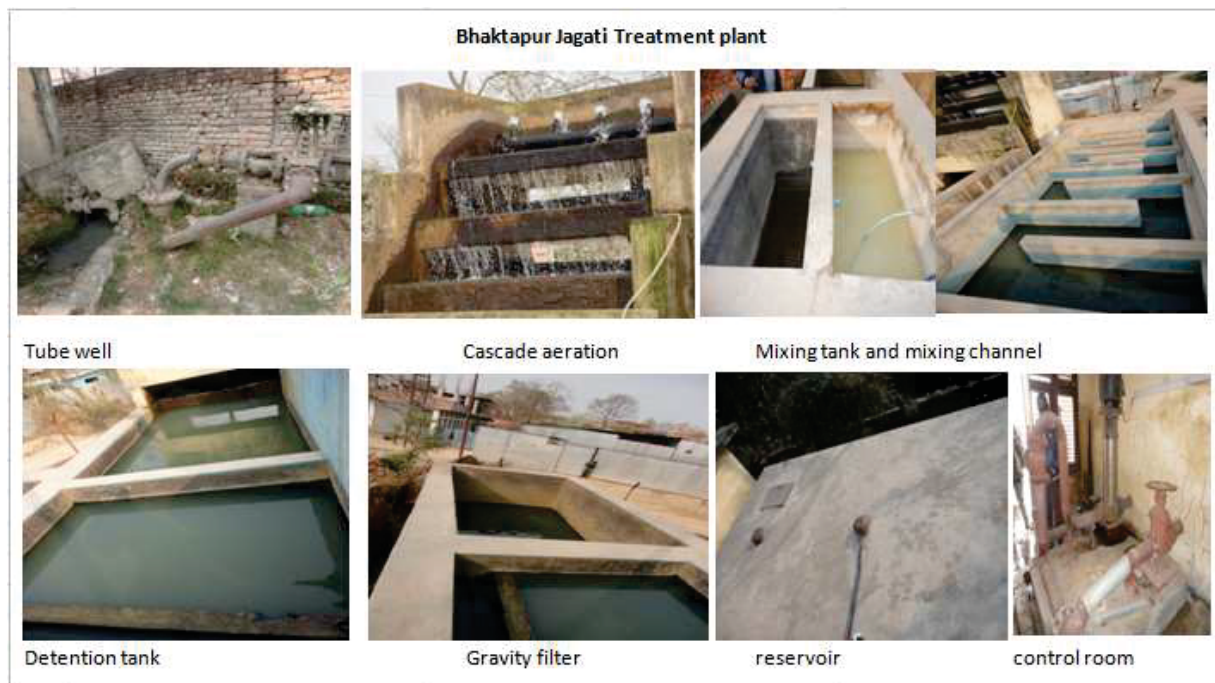 Bhaktapur Jagati Treatment plant
Tube well
Cascade aeration
Mixing tank and mixing channel
Detention tank
Gravity filter
reservoir
control room